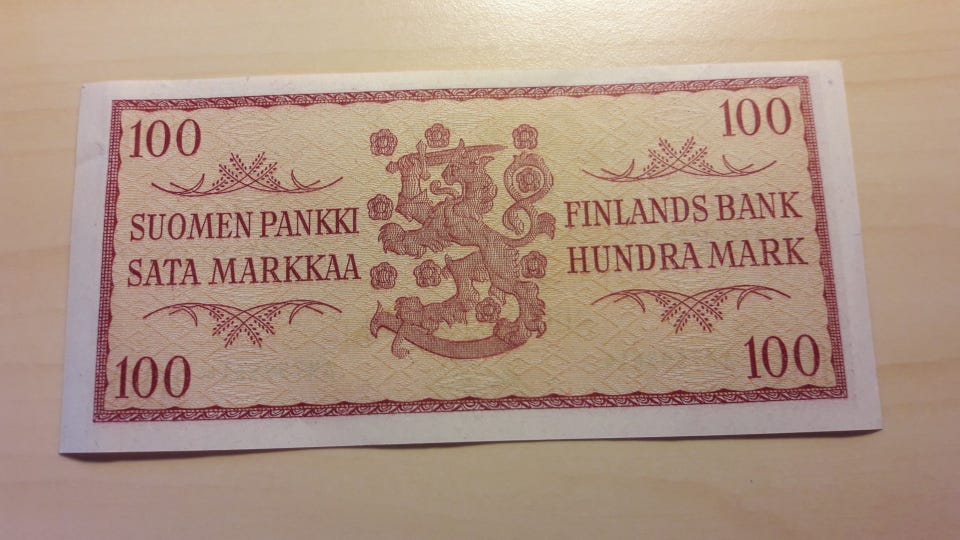 100
100
SUOMEN PANKKI
SATA MARKKAA
FINLANDS BANK
HUNDRA MARK
100
100